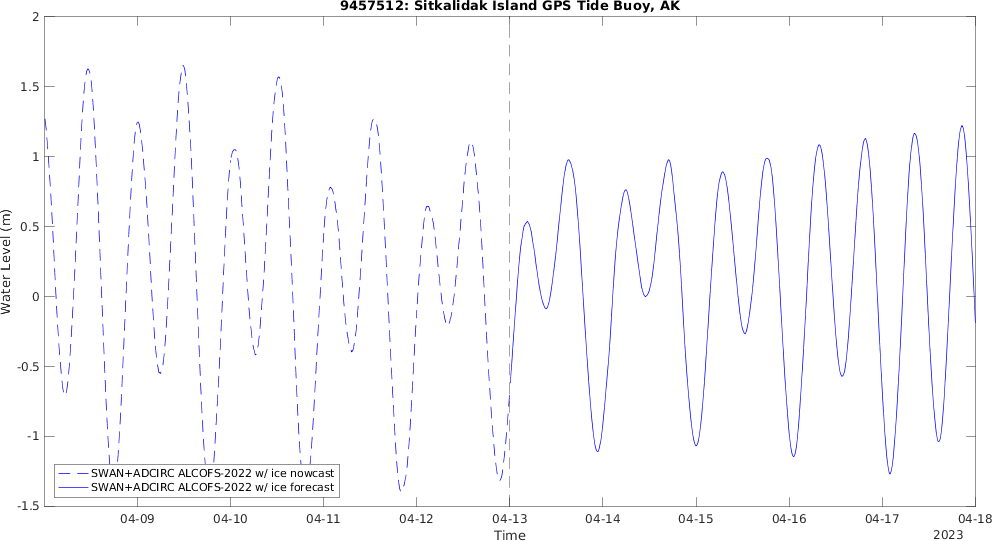 9457512: Sitkalidak Island GPS Tide Buoy, AK
2
1.5
1
0.5
0
-0.5
-1
-1.5
Water Level (m)
SWAN+ADCIRC ALCOFS-2022 w/ ice nowcast
SWAN+ADCIRC ALCOFS-2022 w/ ice forecast
04-09 04-10 04-11 04-12 04-13 04-14 04-15 04-16 04-17 04-18
Time
2023